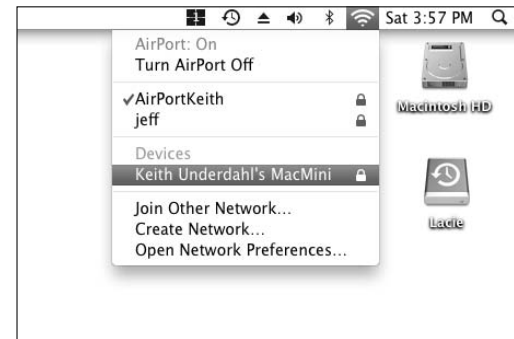 Sat 3:57 PM
AirPort: On
Turn AirPort Off
✓AirPortKeith
jeff
Devices
Keith Underdahl's MacMini
Join Other Network...
Create Network...
Open Network Preferences...
Macintosh HD
Lacie